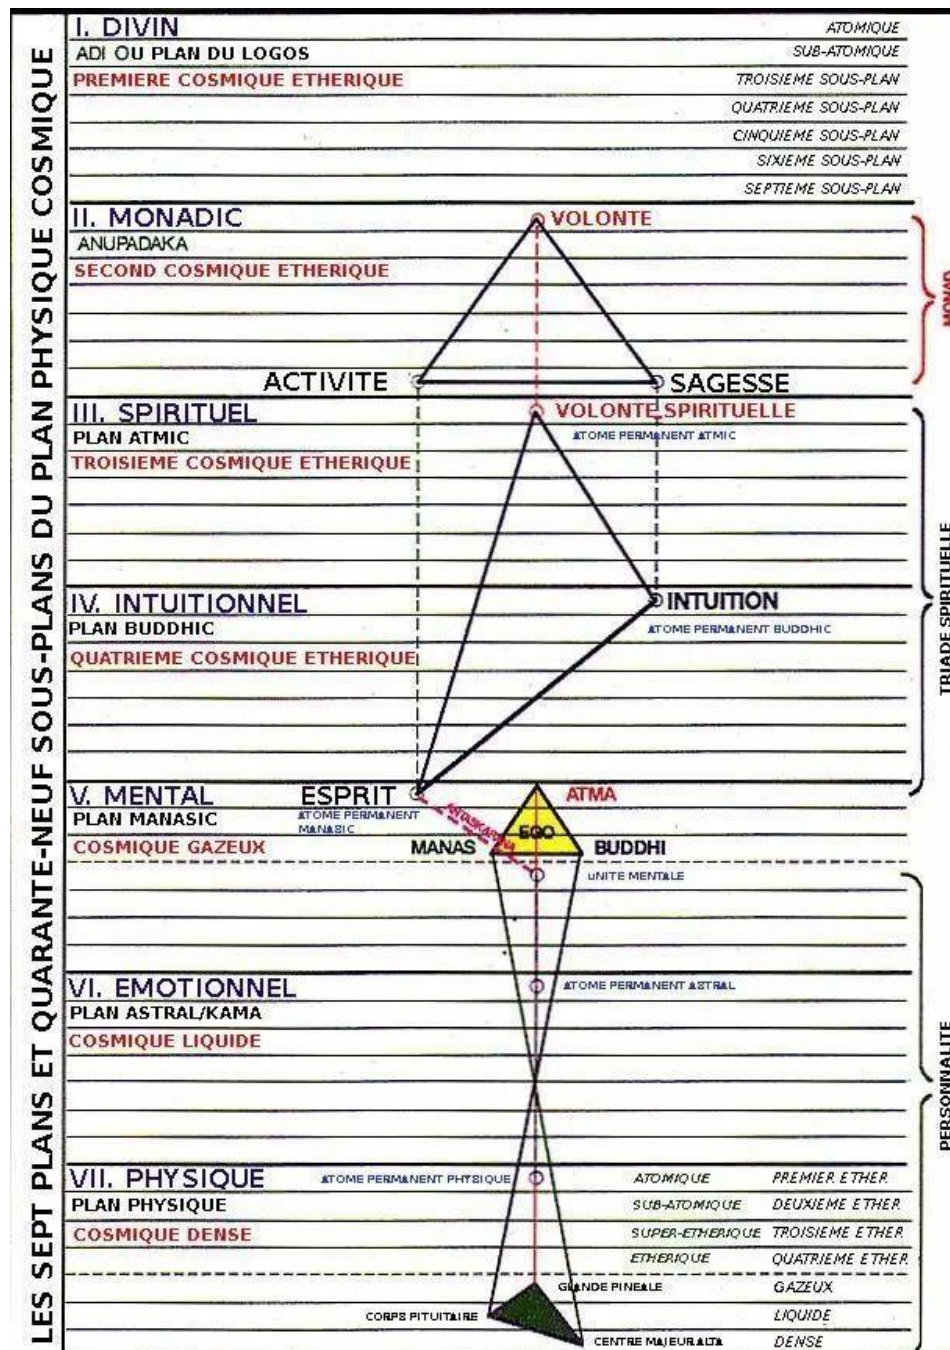 LES SEPT PLANS ET QUARANTE-NEUF SOUS-PLANS DU PLAN PHYSIQUE COSMIQUE
I. DIVIN
ATOMIQUE
ADI OU PLAN DU LOGOS
SUB-ATOMIQUE
PREMIERE COSMIQUE ETHERIQUE
TROISIEME SOUS-PLAN
QUATRIEME SOUS-PLAN
CINQUIEME SOUS-PLAN
SIXIEME SOUS-PLAN
SEPTIEME SOUS-PLAN
II. MONADIC
VOLONTE
ANUPADAKA
SECOND COSMIQUE ETHERIQUE
MONAD
ACTIVITE
SAGESSE
III. SPIRITUEL
VOLONTE SPIRITUELLE
PLAN ATMIC
ATOME PERMANENT ATMIC
TROISIEME COSMIQUE ETHERIQUE
TRIADE SPIRITUELLE
IV. INTUITIONNEL
INTUITION
PLAN BUDDHIC
ATOME PERMANENT BUDDHIC
QUATRIEME COSMIQUE ETHERIQUE
V. MENTAL
ESPRIT
ATMA
PLAN MANASIC
ATOME PERMANENT
MANASIC
ANTASKARANA
EGO
COSMIQUE GAZEUX
MANAS
BUDDHI
UNITE MENTALE
VI. EMOTIONNEL
ATOME PERMANENT ASTRAL
PLAN ASTRAL/KAMA
COSMIQUE LIQUIDE
PERSONNALITE
VII. PHYSIQUE
ATOME PERMANENT PHYSIQUE
ATOMIQUE
PREMIER ETHER
PLAN PHYSIQUE
SUB-ATOMIQUE
DEUXIEME ETHER
COSMIQUE DENSE
SUPER-ETHERIQUE
TROISIEME ETHER
ETHERIQUE
QUATRIEME ETHER
GLANDE PINEALE
GAZEUX
CORPS PITUITAIRE
LIQUIDE
CENTRE MAJEUR ALTA
DENSE